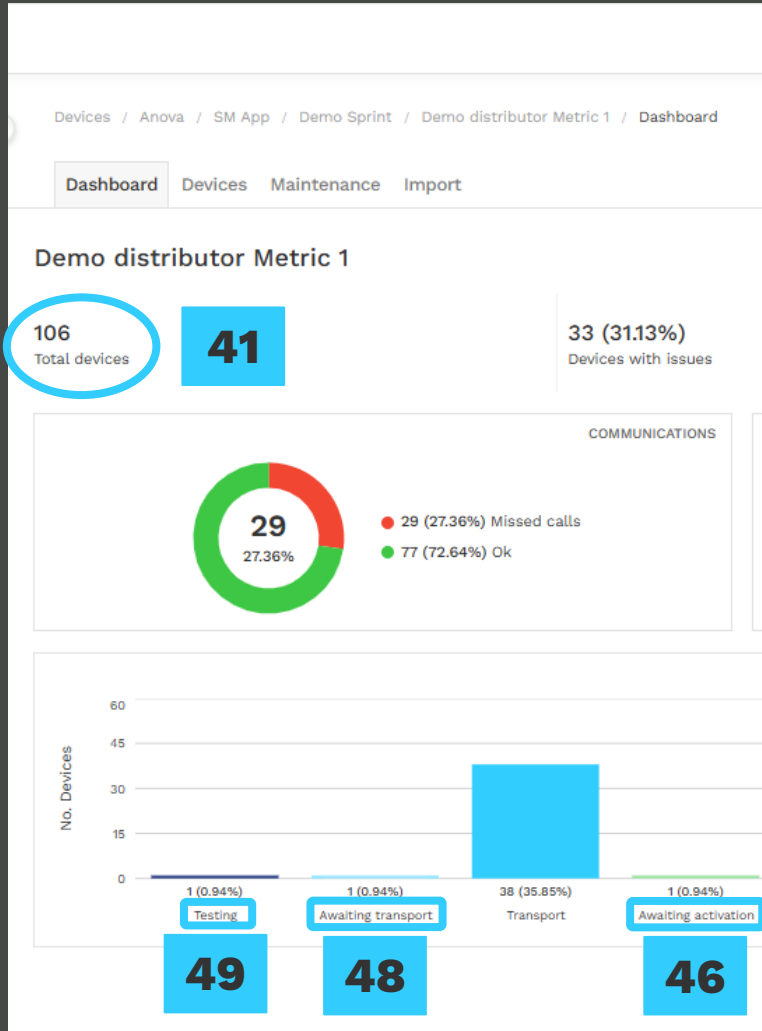 Devices / Anova / SM App / Demo Sprint / Demo distributor Metric 1 / Dashboard
Dashboard Devices Maintenance Import
Demo distributor Metric 1
106
Total devices
41
33 (31.13%)
Devices with issues
COMMUNICATIONS
29
27.36%
29 (27.36%) Missed calls
77 (72.64%) Ok
No. Devices
60
45
30
15
0
1 (0.94%) 1 (0.94%) 38 (35.85%) 1 (0.94%)
Testing Awaiting transport Transport Awaiting activation
49 48 46